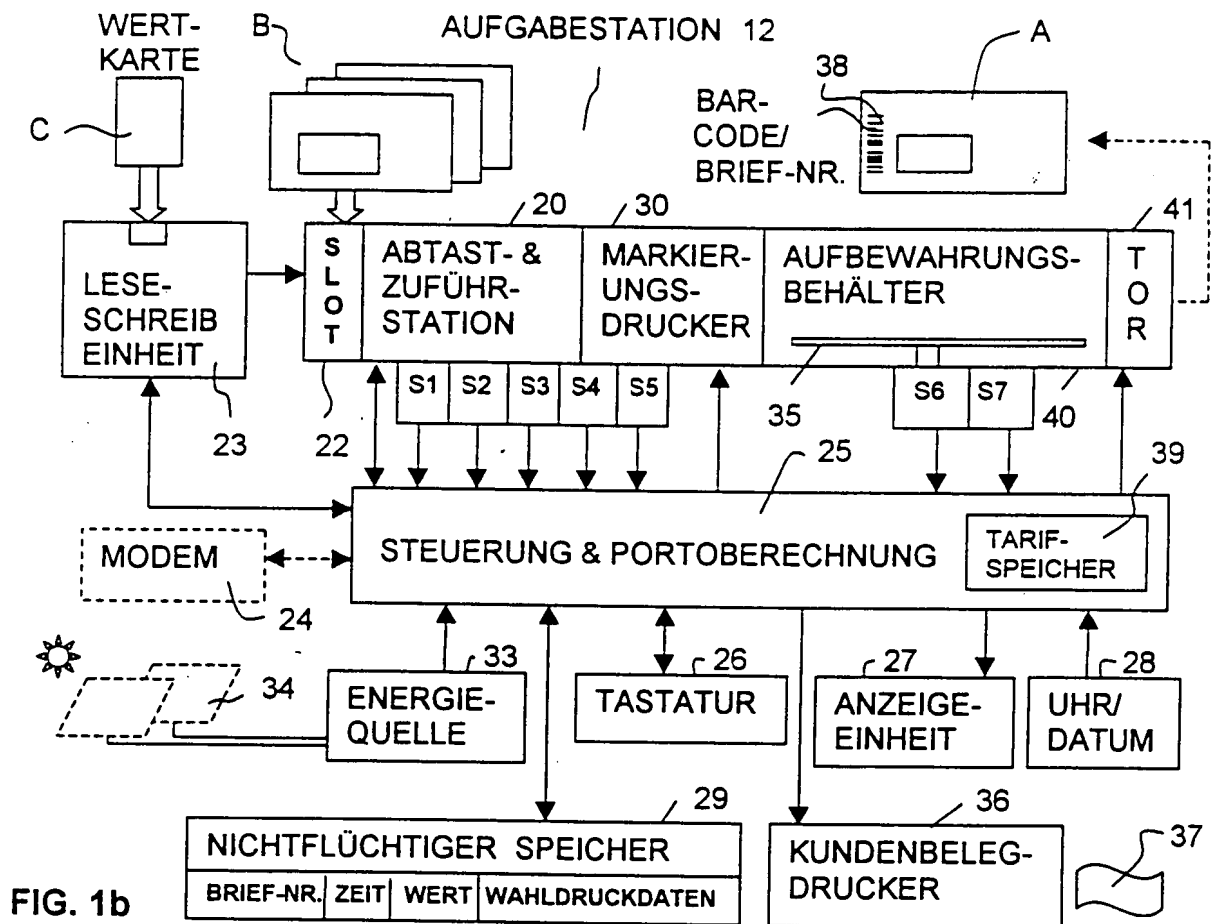 WERT-
KARTE
B
AUFGABESTATION 12
A
38
C
BAR-
CODE/
BRIEF-NR.
20
30
41
LESE-
SCHREIB
EINHEIT
SLOT
ABTAST- &
ZUFÜHR-
STATION
MARKIER-
UNGS-
DRUCKER
AUFBEWAHRUNGS-
BEHÄLTER
TOR
S1 S2 S3 S4 S5
S6 S7
23
22
35
40
25
39
MODEM
STEUERUNG & PORTOBERECHNUNG
TARIF-
SPEICHER
24
34
33
26
27
28
ENERGIE-
QUELLE
TASTATUR
ANZEIGE-
EINHEIT
UHR/
DATUM
29
36
NICHTFLÜCHTIGER SPEICHER
KUNDENBELEG-
DRUCKER
37
BRIEF-NR. ZEIT WERT WAHLDRUCKDATEN
FIG. 1b